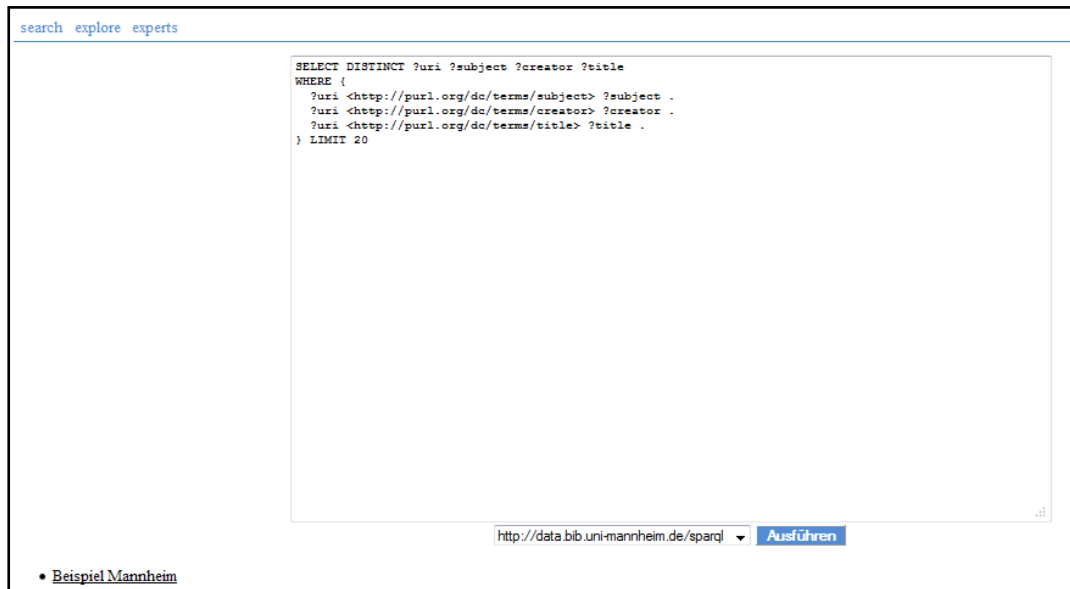 search explore experts
SELECT DISTINCT ?uri ?subject ?creator ?title
WHERE {
?uri <http://purl.org/dc/terms/subject> ?subject .
?uri <http://purl.org/dc/terms/creator> ?creator .
?uri <http://purl.org/dc/terms/title> ?title .
} LIMIT 20
http://data.bib.uni-mannheim.de/sparql Ausführen
• Beispiel Mannheim